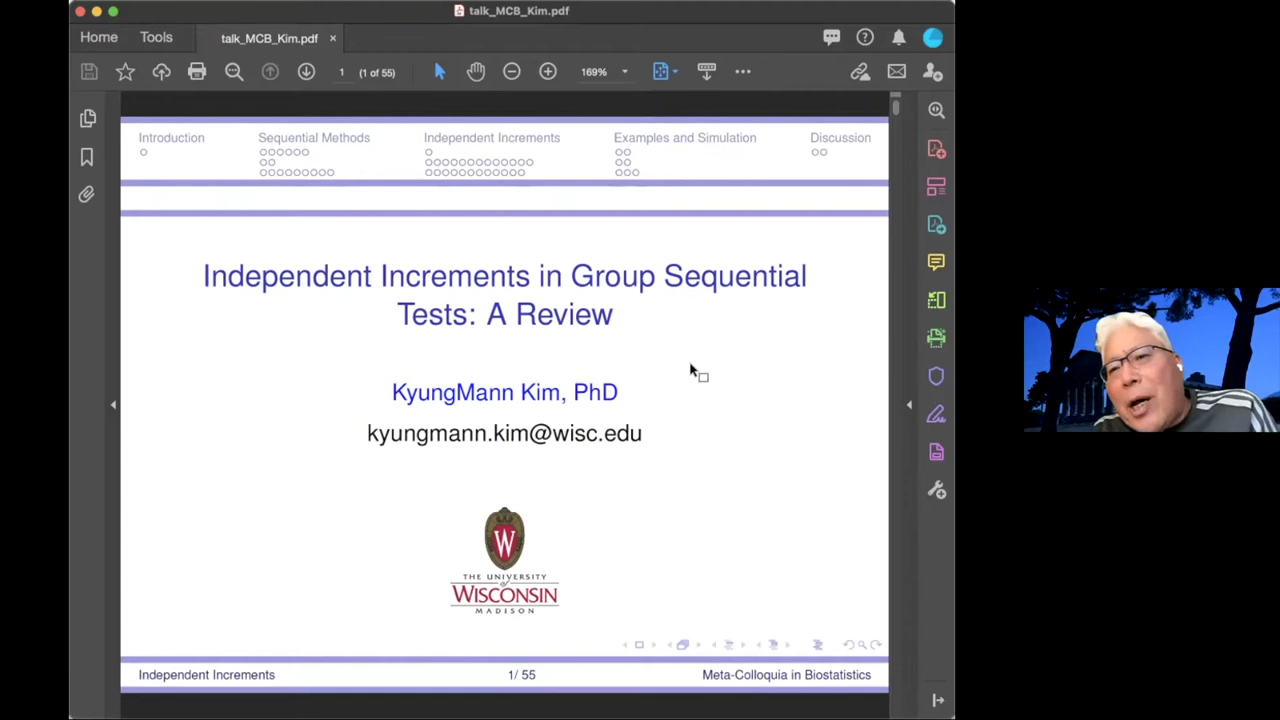 talk_MCB_Kim.pdf
Home Tools talk_MCB_Kim.pdf ×
1 (1 of 55) 169%
Introduction Sequential Methods Independent Increments Examples and Simulation Discussion
Independent Increments in Group Sequential
Tests: A Review
KyungMann Kim, PhD
kyungmann.kim@wisc.edu
W
THE UNIVERSITY
of
WISCONSIN
MADISON
Independent Increments 1/ 55 Meta-Colloquia in Biostatistics